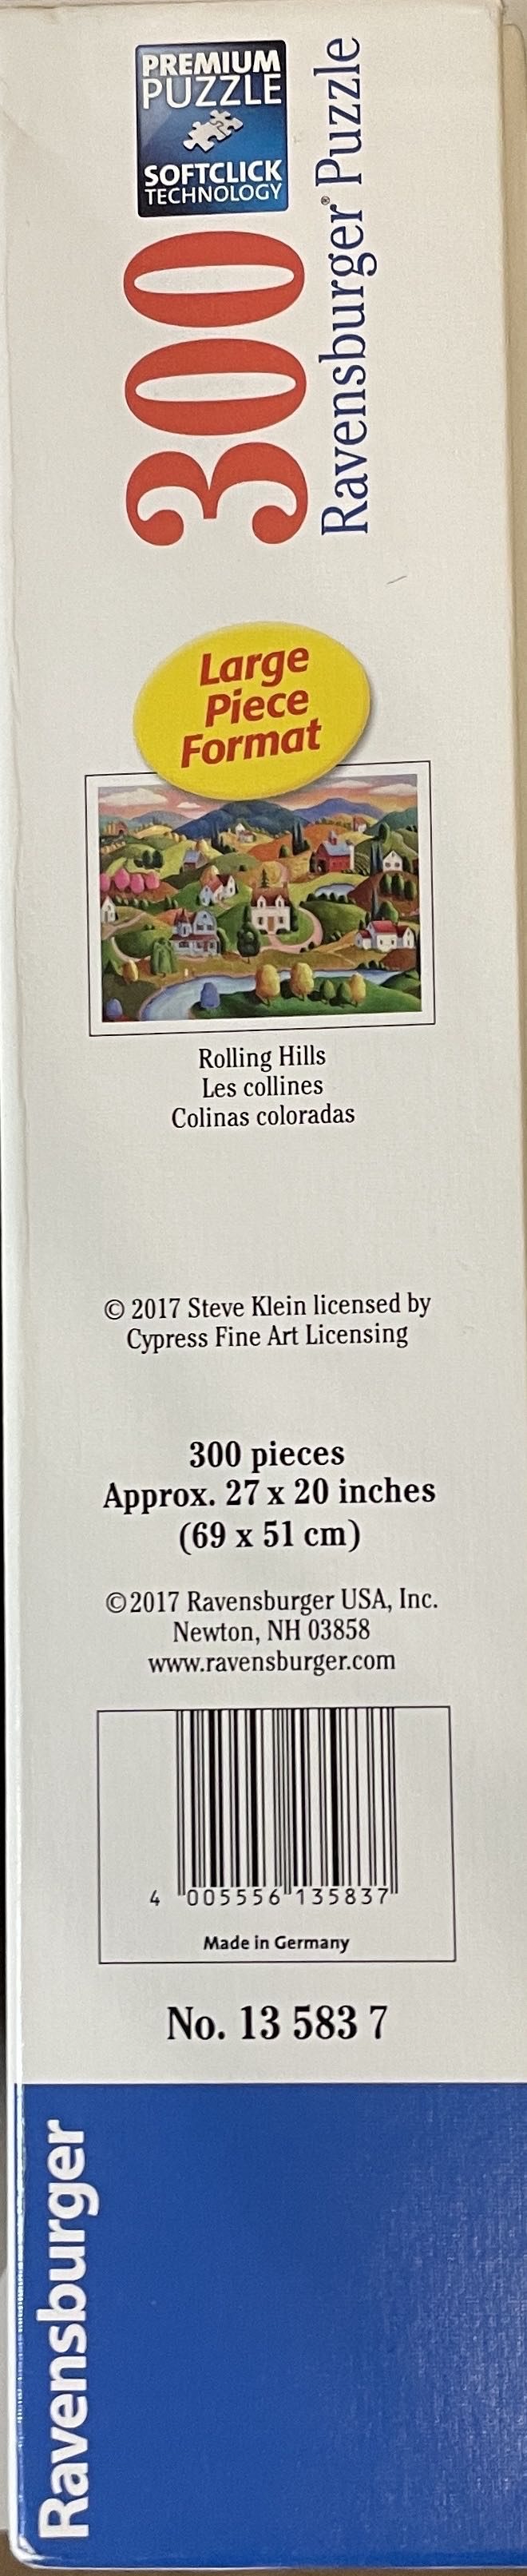 PREMIUM
PUZZLE
SOFTCLICK
TECHNOLOGY
300
Ravensburger® Puzzle
Large
Piece
Format
Rolling Hills
Les collines
Colinas coloradas
© 2017 Steve Klein licensed by
Cypress Fine Art Licensing
300 pieces
Approx. 27 x 20 inches
(69 x 51 cm)
©2017 Ravensburger USA, Inc.
Newton, NH 03858
www.ravensburger.com
4 005556 135837
Made in Germany
No. 13 583 7
Ravensburger